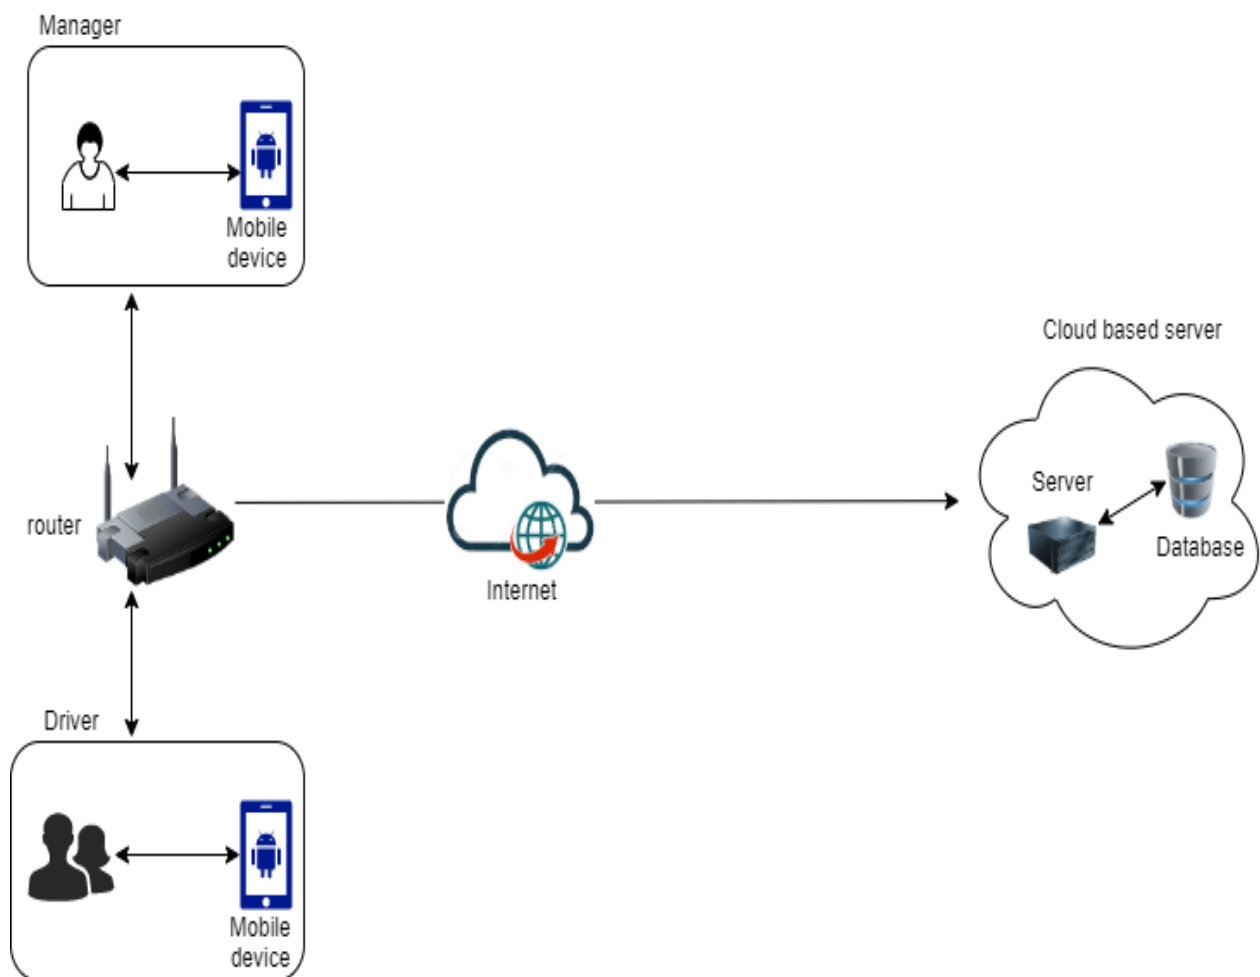 Manager
Mobile
device
Cloud based server
Server
router
Database
Internet
Driver
Mobile
device